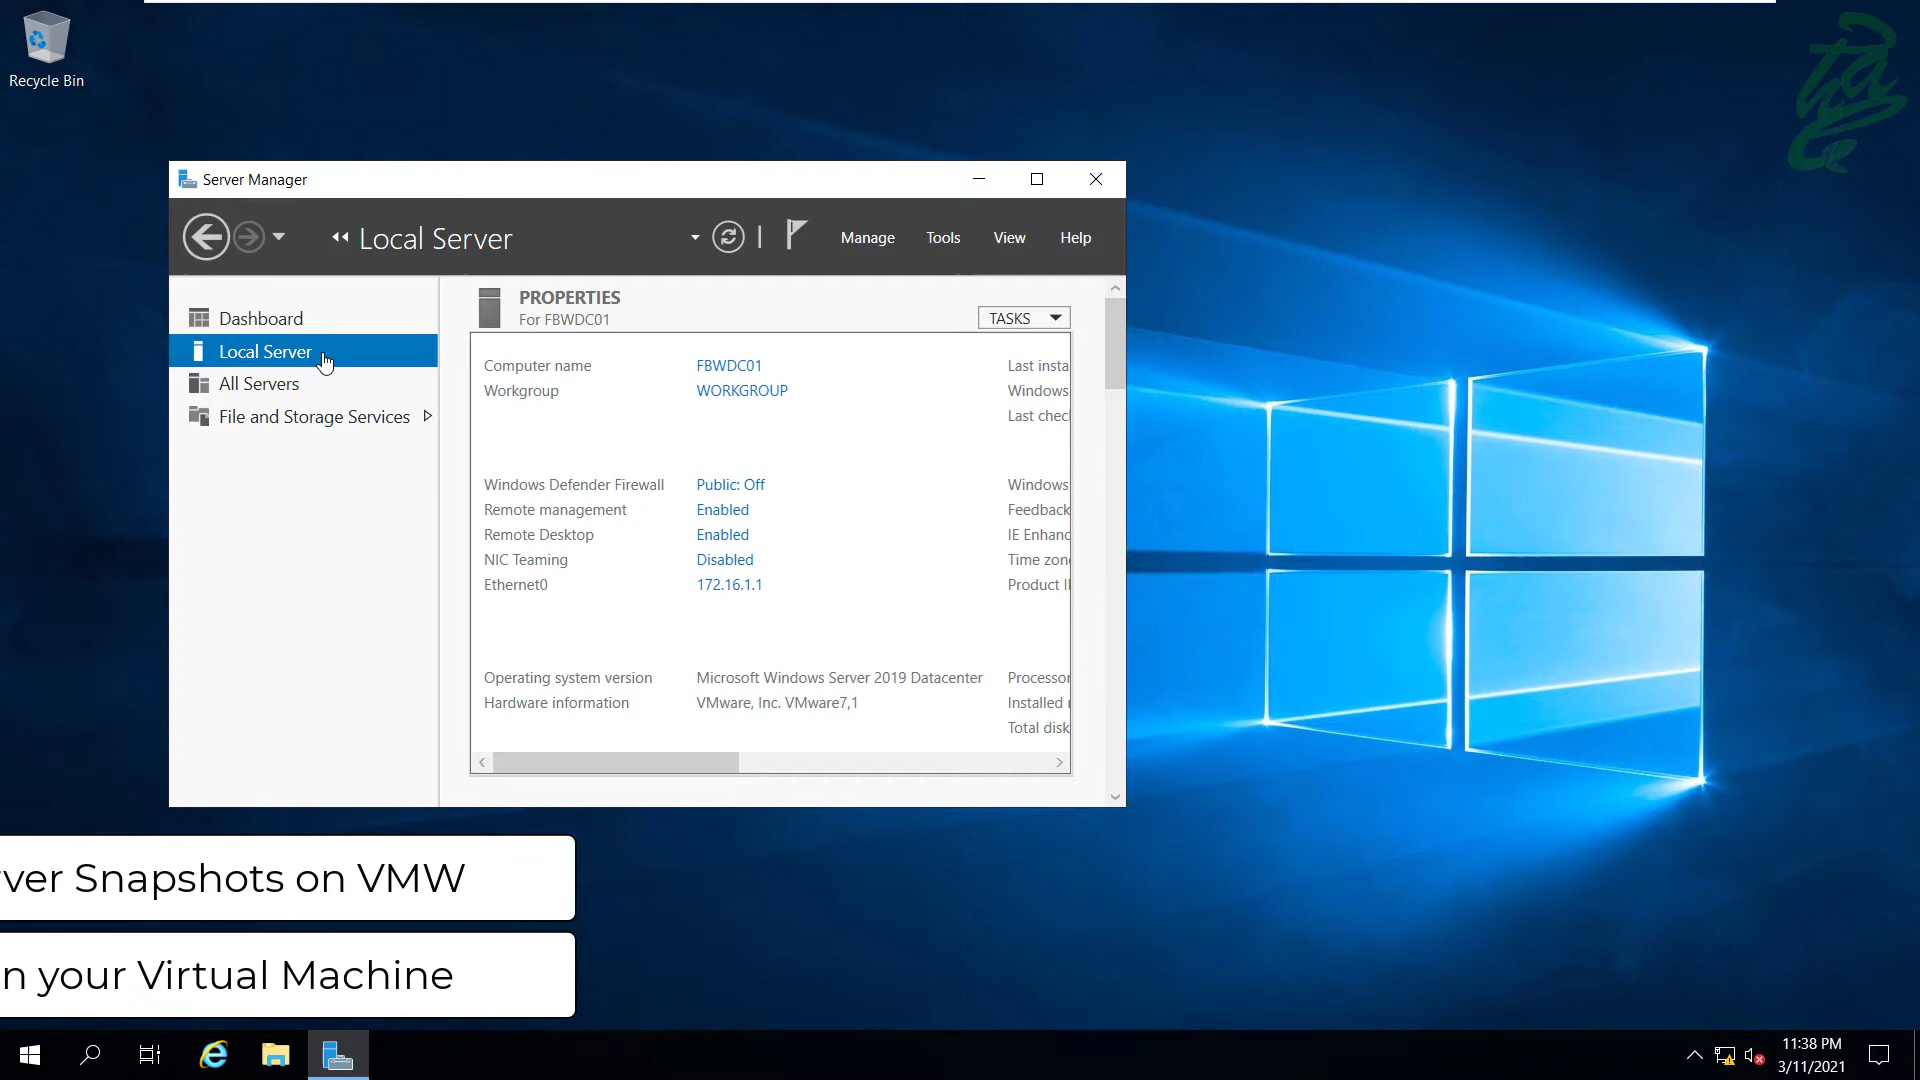 Recycle Bin
Server Manager
Local Server
Manage
Tools
View
Help
Dashboard
Local Server
All Servers
File and Storage Services
PROPERTIES
For FBWDC01
TASKS
Computer name FBWDC01 Last insta
Workgroup WORKGROUP Windows
Last chec
Windows Defender Firewall Public: Off Windows
Remote management Enabled Feedback
Remote Desktop Enabled IE Enhanc
NIC Teaming Disabled Time zon
Ethernet0 172.16.1.1 Product I
Operating system version Microsoft Windows Server 2019 Datacenter Processor
Hardware information VMware, Inc. VMware7,1 Installed
Total disk
ver Snapshots on VMW
n your Virtual Machine
11:38 PM
3/11/2021